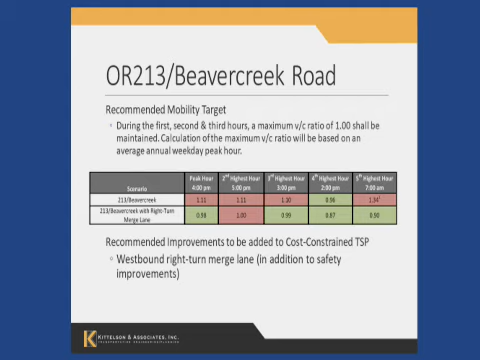 OR213/Beavercreek Road
Recommended Mobility Target
• During the first, second & third hours, a maximum v/c ratio of 1.00 shall be
maintained. Calculation of the maximum v/c ratio will be based on an
average annual weekday peak hour.
Scenario Peak Hour 4:00 pm 2nd Highest Hour 5:00 pm 3rd Highest Hour 3:00 pm 4th Highest Hour 2:00 pm 5th Highest Hour 7:00 am
213/Beavercreek 1.11 1.11 1.10 0.96 1.34¹
213/Beavercreek with Right-Turn Merge Lane 0.98 1.00 0.99 0.87 0.90
Recommended Improvements to be added to Cost-Constrained TSP
• Westbound right-turn merge lane (in addition to safety
improvements)
KITTELSON & ASSOCIATES, INC.